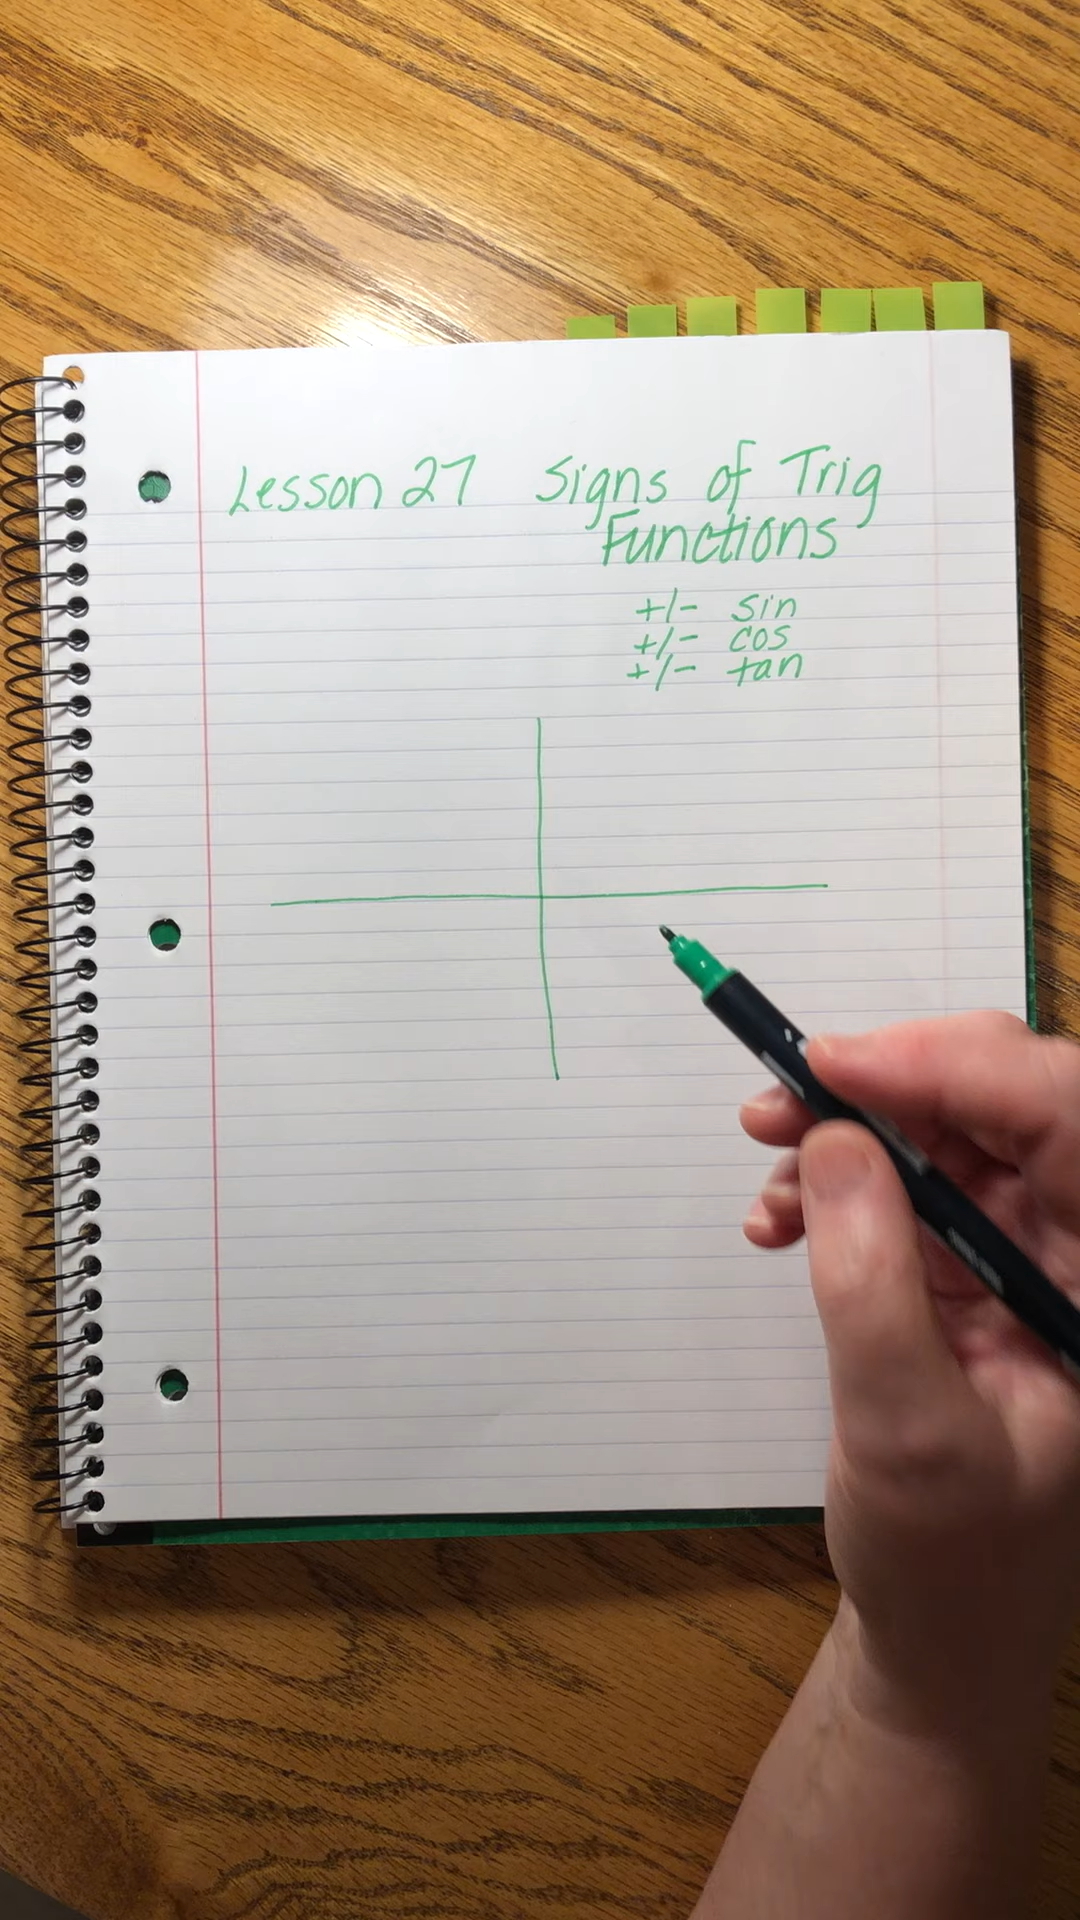 Lesson 27 Signs of Trig
Functions
+/- sin
+/- cos
+/- tan